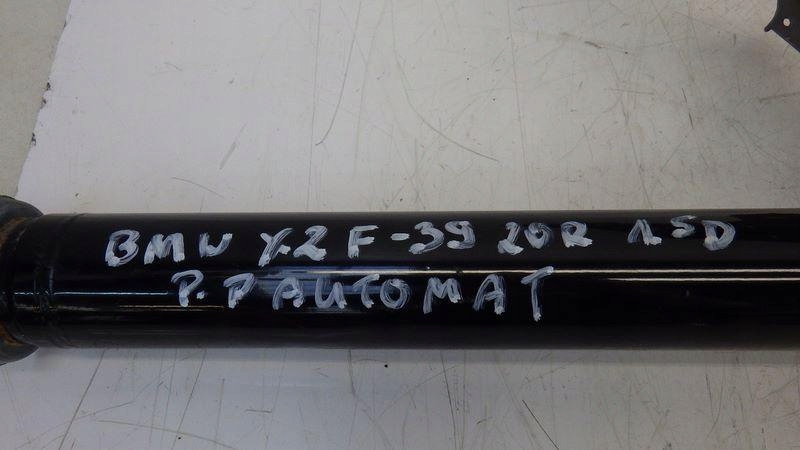 BMW X2 F-39 20R 1.5D
P.P AUTOMAT